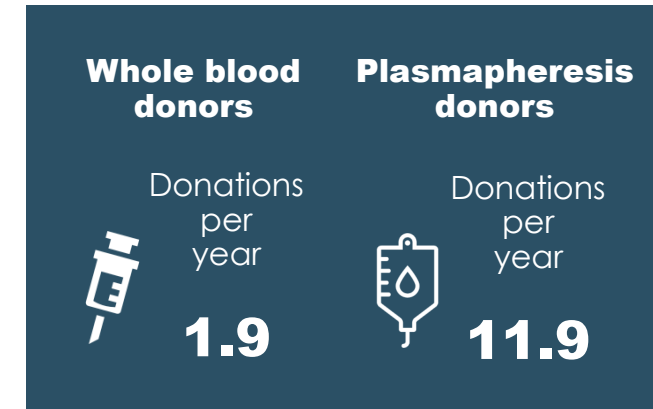 Whole blood
donors
Donations
per
year
1.9
Plasmapheresis
donors
Donations
per
year
11.9